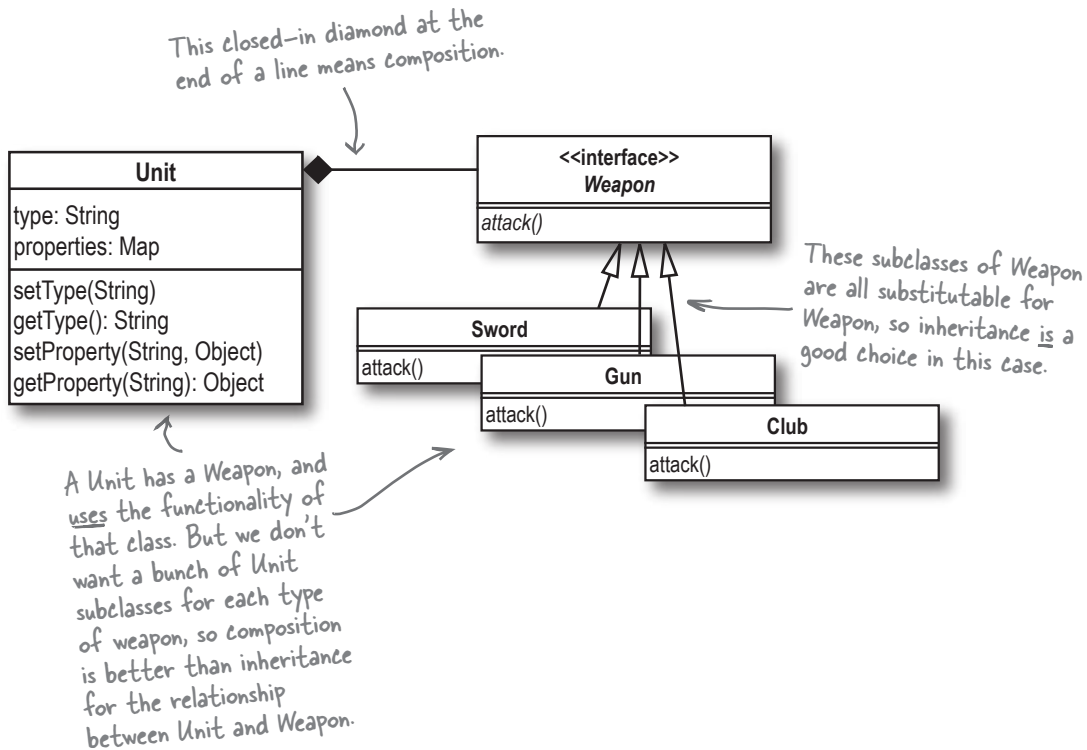 This closed-in diamond at the
end of a line means composition.
Unit
type: String
properties: Map
setType(String)
getType(): String
setProperty(String, Object)
getProperty(String): Object
<<interface>>
Weapon
attack()
Sword
attack()
Gun
attack()
Club
attack()
These subclasses of Weapon
are all substitutable for
Weapon, so inheritance is a
good choice in this case.
A Unit has a Weapon, and
uses the functionality of
that class. But we don't
want a bunch of Unit
subclasses for each type
of weapon, so composition
is better than inheritance
for the relationship
between Unit and Weapon.